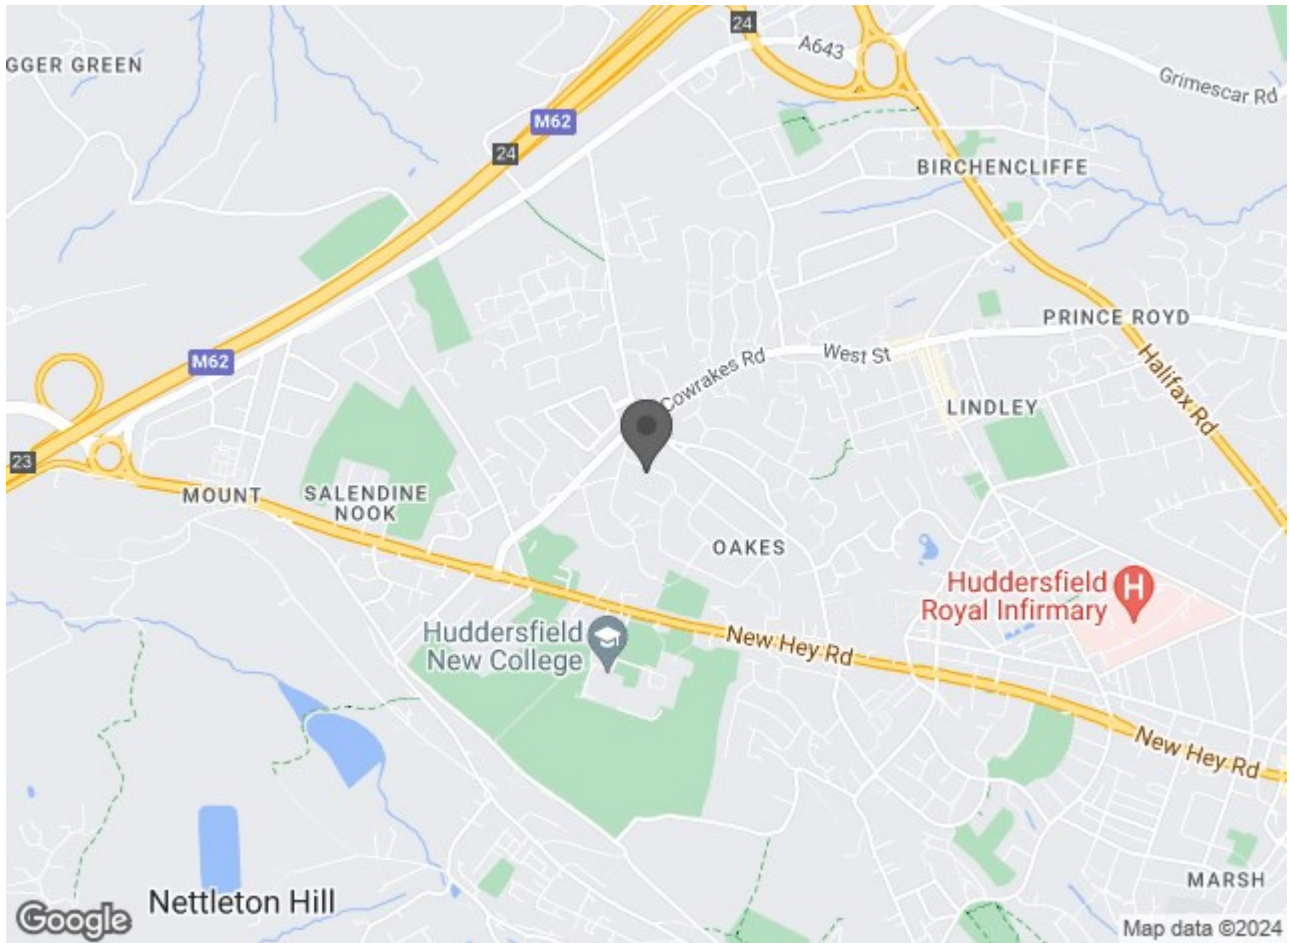 24
A643
GGER GREEN
Grimescar Rd
M62
24
BIRCHENCLIFFE
PRINCE ROYD
West St
M62
Cowrakes Rd
Halifax Rd
LINDLEY
23
MOUNT
SALENDINE
NOOK
OAKES
Huddersfield
Royal Infirmary
H
Huddersfield
New College
New Hey Rd
New Hey Rd
MARSH
Nettleton Hill
Google
Map data ©2024